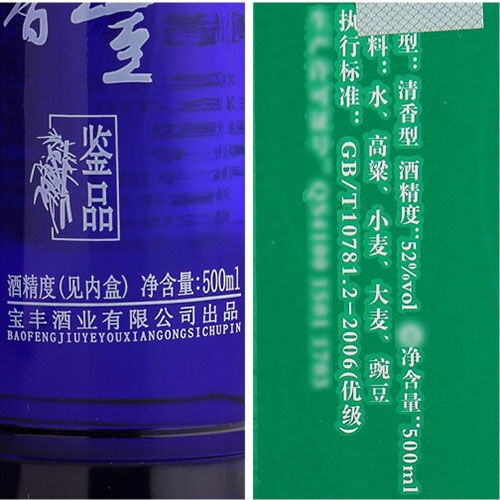 鉴品
酒精度(见内盒) 净含量:500ml
宝丰酒业有限公司出品
BAOFENGJIUYEYOUXIANGONGSICHUPIN
型: 清香型 酒精度:52%vol 净含量:500ml
料: 水、高粱、小麦、大麦、豌豆
执行标准: GB/T10781.2-2006(优级)